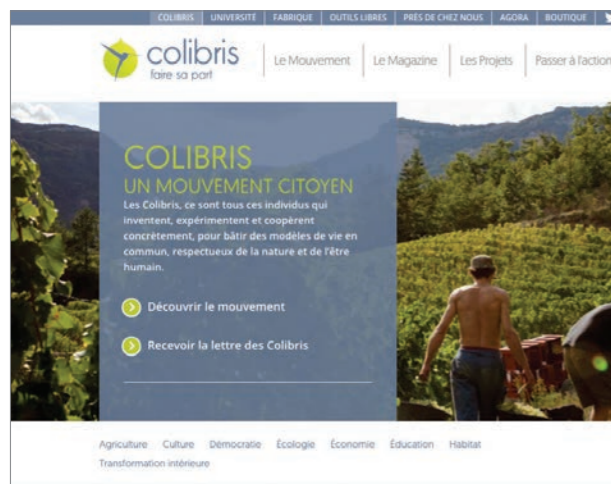 COLIBRIS UNIVERSITÉ FABRIQUE OUTILS LIBRES PRÈS DE CHEZ NOUS AGORA BOUTIQUE
colibris
faire sa part
Le Mouvement Le Magazine Les Projets Passer à l'action
COLIBRIS
UN MOUVEMENT CITOYEN
Les Colibris, ce sont tous ces individus qui
inventent, expérimentent et coopèrent
concrètement, pour bâtir des modèles de vie en
commun, respectueux de la nature et de l'être
humain.
Découvrir le mouvement
Recevoir la lettre des Colibris
Agriculture Culture Démocratie Écologie Économie Éducation Habitat
Transformation intérieure